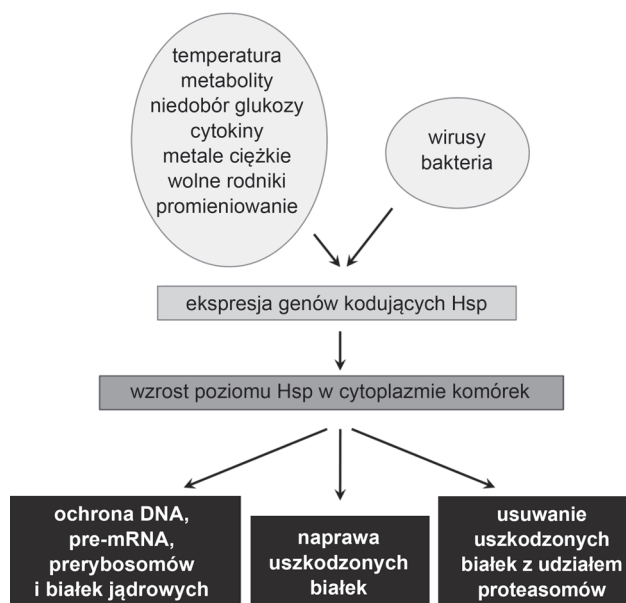 temperatura
metabolity
niedobór glukozy
cytokiny
metale ciężkie
wolne rodniki
promieniowanie
wirusy
bakteria
ekspresja genów kodujących Hsp
wzrost poziomu Hsp w cytoplazmie komórek
ochrona DNA,
pre-mRNA,
prerybosomów
i białek jądrowych
naprawa
uszkodzonych
białek
usuwanie
uszkodzonych
białek z udziałem
proteasomów